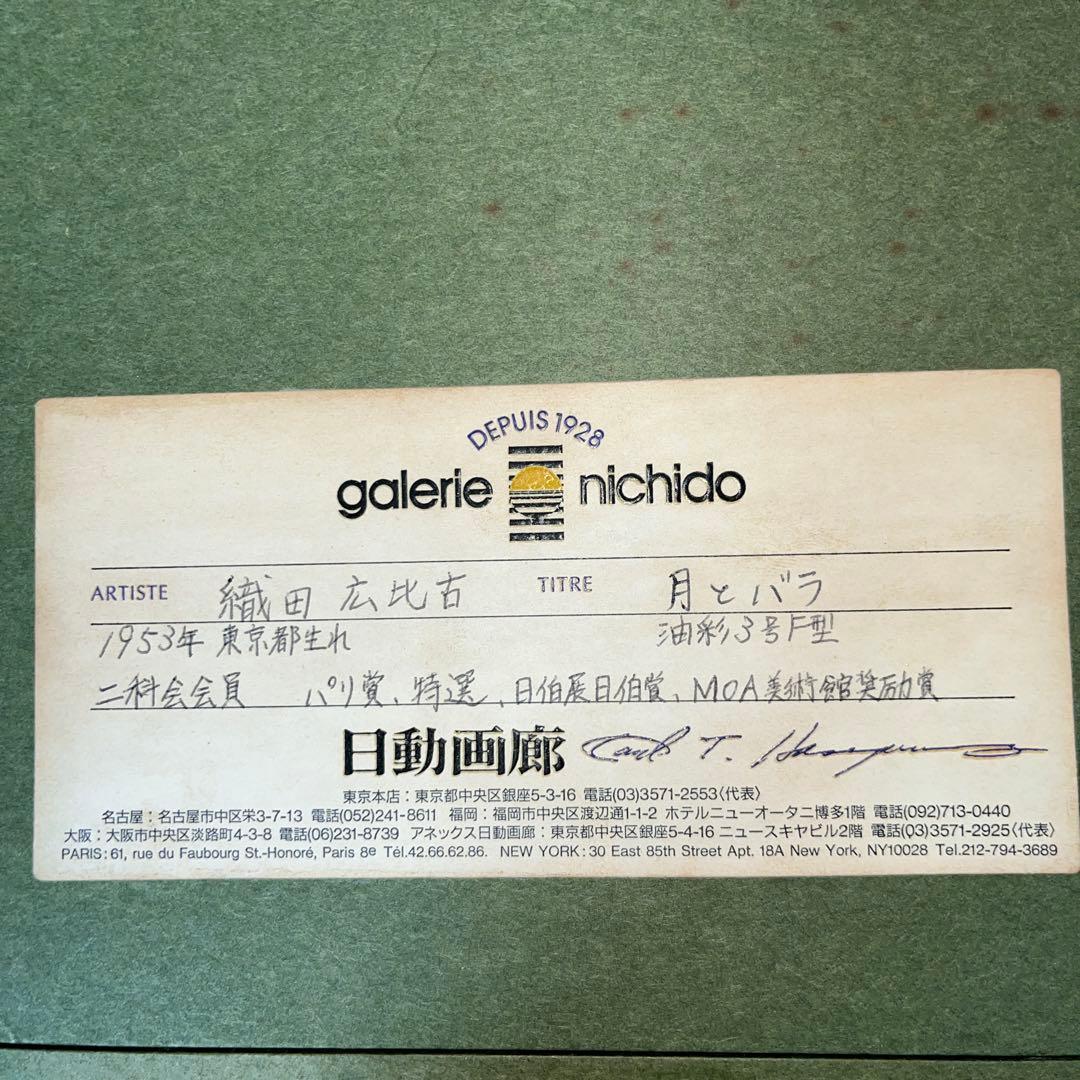 DEPUIS 1928
galerie nichido
ARTISTE 織田 広比古 TITRE 月とバラ
1953年 東京都生れ 油彩3号F型
二科会会員 パリ賞、特選、日伯展日伯賞、MOA美術館奨励賞
日動画廊
東京本店：東京都中央区銀座5-3-16 電話(03)3571-2553〈代表〉
名古屋：名古屋市中区栄3-7-13 電話(052)241-8611 福岡：福岡市中央区渡辺通1-1-2 ホテルニューオータニ博多1階 電話(092)713-0440
大阪：大阪市中央区淡路町4-3-8 電話(06)231-8739 アネックス日動画廊：東京都中央区銀座5-4-16 ニュースキヤビル2階 電話(03)3571-2925〈代表〉
PARIS : 61, rue du Faubourg St.-Honoré, Paris 8e Tél.42.66.62.86. NEW YORK : 30 East 85th Street Apt. 18A New York, NY10028 Tel.212-794-3689